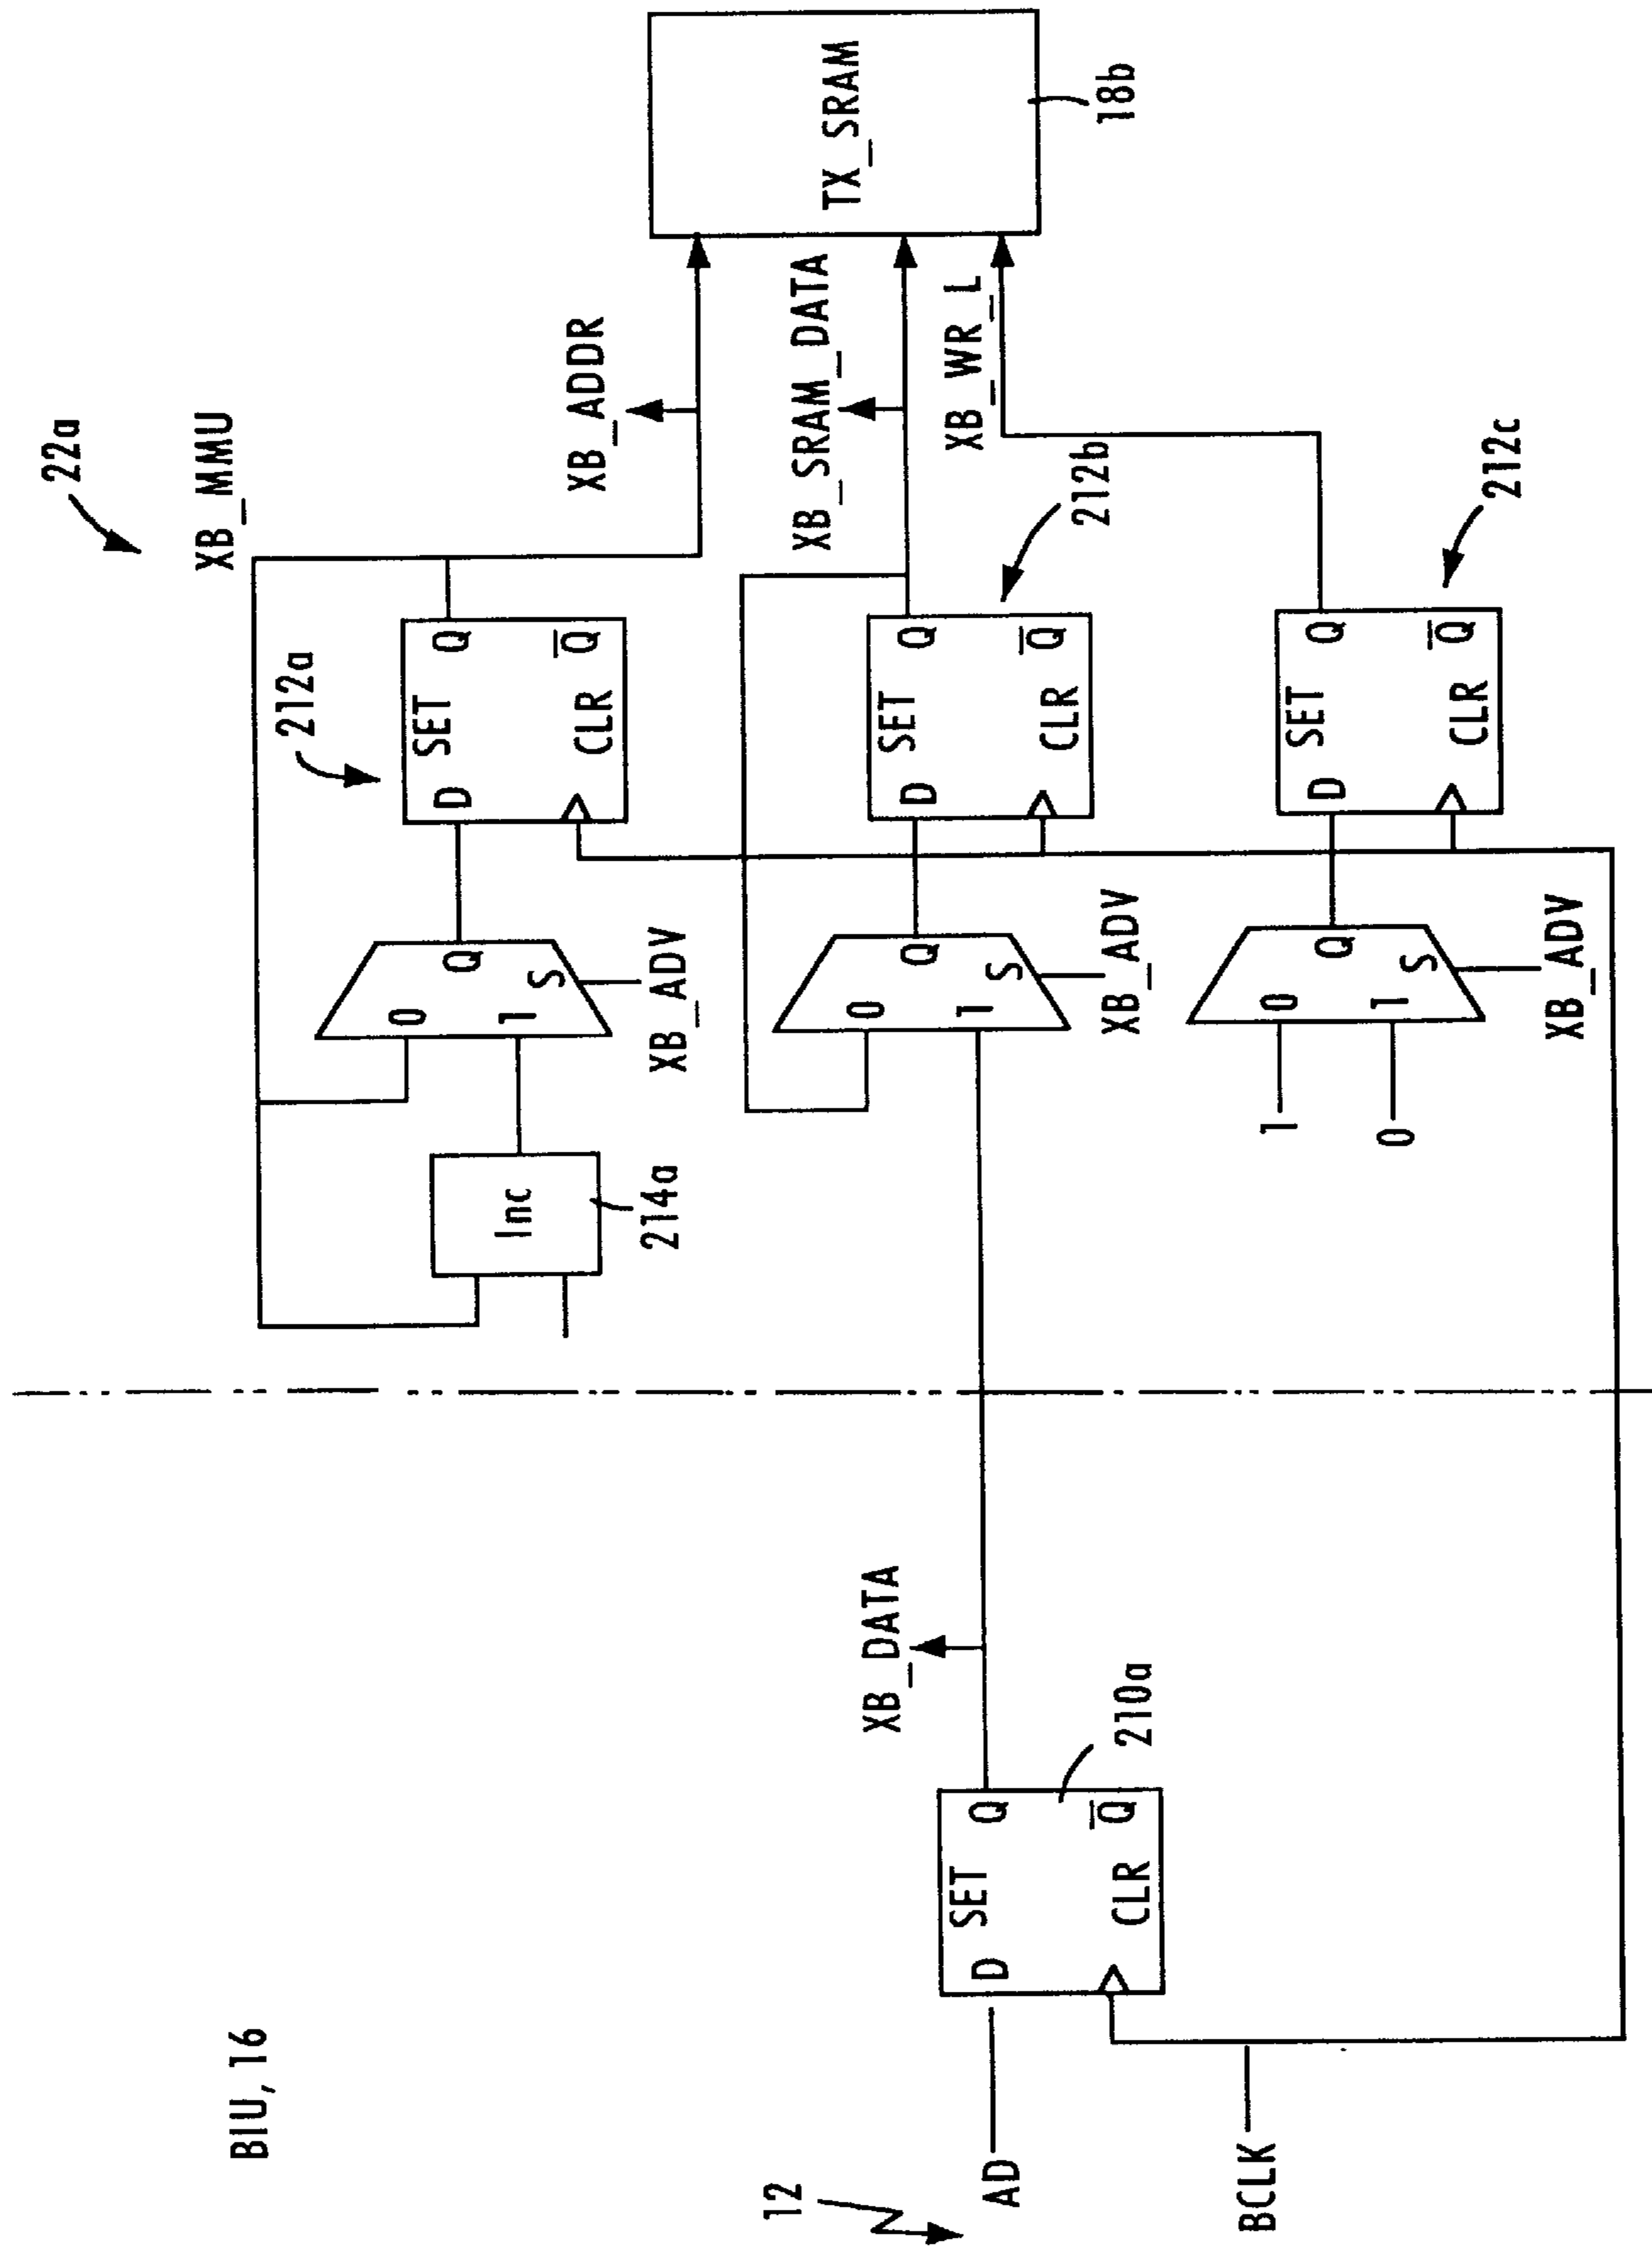 22a
XB_MMU
BIU, 16
212a
SET
D
Q
Q
CLR
0
Q
1
S
XB_ADV
Inc
214a
XB_ADDR
TX_SRAM
18b
XB_SRAM_DATA
XB_WR_L
212b
SET
D
Q
Q
CLR
0
Q
1
S
XB_ADV
XB_DATA
12
AD
SET
D
Q
Q
CLR
210a
BCLK
212c
SET
D
Q
Q
CLR
1
0
0
Q
1
S
XB_ADV